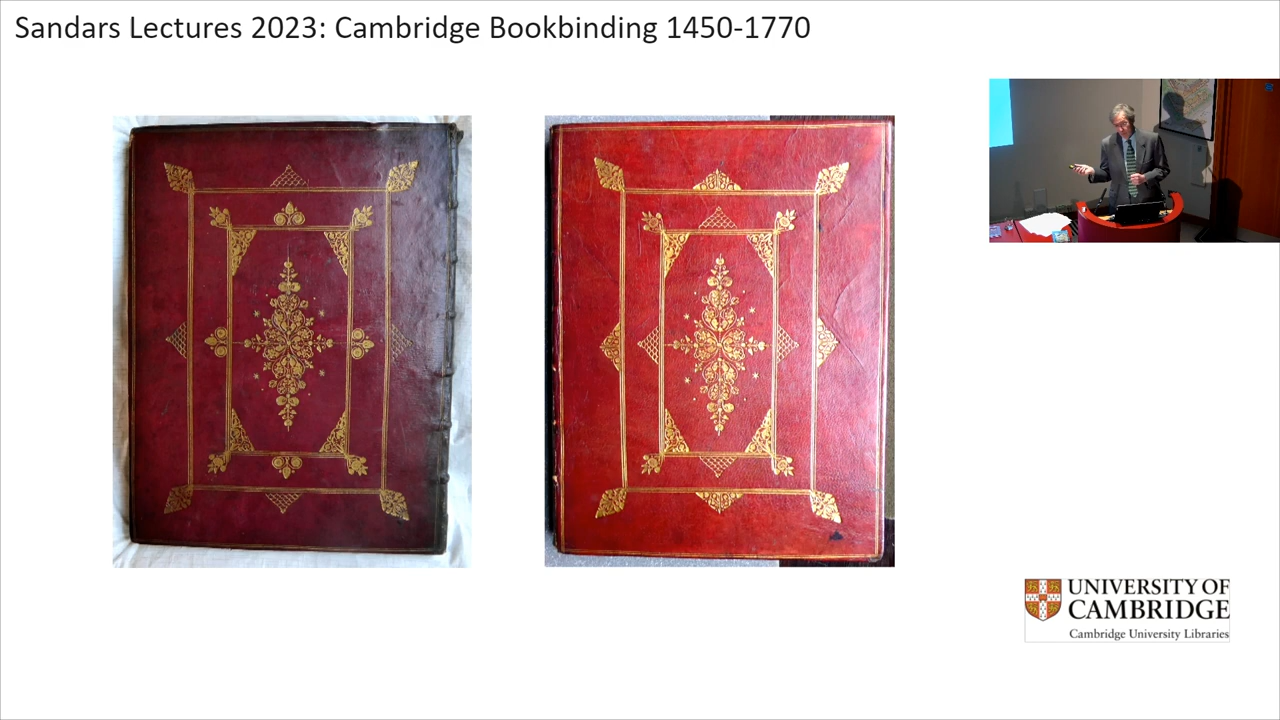 Sandars Lectures 2023: Cambridge Bookbinding 1450-1770
UNIVERSITY OF
CAMBRIDGE
Cambridge University Libraries